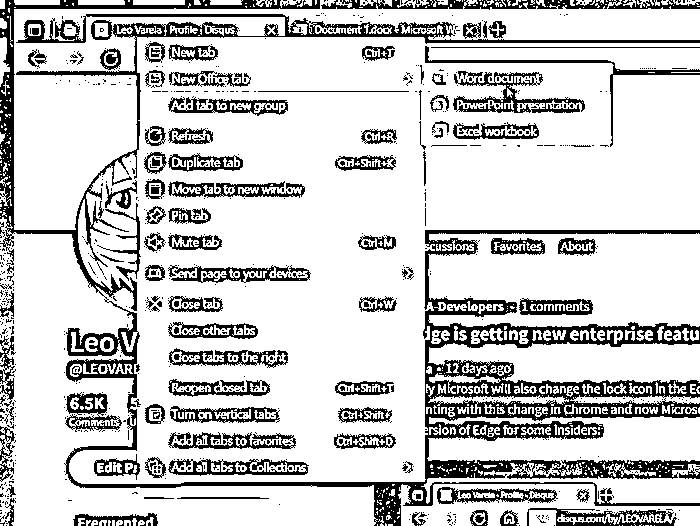 Leo Varela · Profile · Disqus
Document 1.docx - Microsoft W
New tab Ctrl+T
New Office tab
Word document
Add tab to new group
PowerPoint presentation
Excel workbook
Refresh Ctrl+R
Duplicate tab Ctrl+Shift+K
Move tab to new window
Pin tab
Mute tab Ctrl+M
Send page to your devices
Close tab Ctrl+W
Close other tabs
Close tabs to the right
Reopen closed tab Ctrl+Shift+T
Turn on vertical tabs Ctrl+Shift+,
Add all tabs to favorites Ctrl+Shift+D
Add all tabs to Collections
scussions Favorites About
A-Developers · 1 comments
dge is getting new enterprise featu
· 12 days ago
ly Microsoft will also change the lock icon in the Ed
nting with this change in Chrome and now Micros
version of Edge for some Insiders:
Leo V
@LEOVARE
6.5K
Comments
Edit P
Frequented
Leo Varela · Profile · Disqus
disqus.com/by/LEOVARELA/